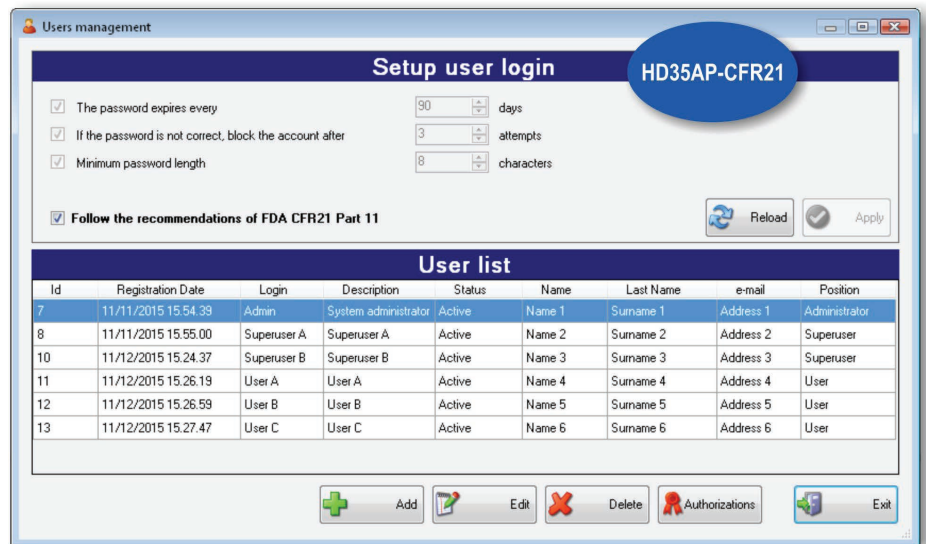 Users management
Setup user login
HD35AP-CFR21
The password expires every 90 days
If the password is not correct, block the account after 3 attempts
Minimum password length 8 characters
Follow the recommendations of FDA CFR21 Part 11
Reload Apply
User list
Id Registration Date Login Description Status Name Last Name e-mail Position
7 11/11/2015 15.54.39 Admin System administrator Active Name 1 Surname 1 Address 1 Administrator
8 11/11/2015 15.55.00 Superuser A Superuser A Active Name 2 Surname 2 Address 2 Superuser
10 11/12/2015 15.24.37 Superuser B Superuser B Active Name 3 Surname 3 Address 3 Superuser
11 11/12/2015 15.26.19 User A User A Active Name 4 Surname 4 Address 4 User
12 11/12/2015 15.26.59 User B User B Active Name 5 Surname 5 Address 5 User
13 11/12/2015 15.27.47 User C User C Active Name 6 Surname 6 Address 6 User
Add Edit Delete Authorizations Exit